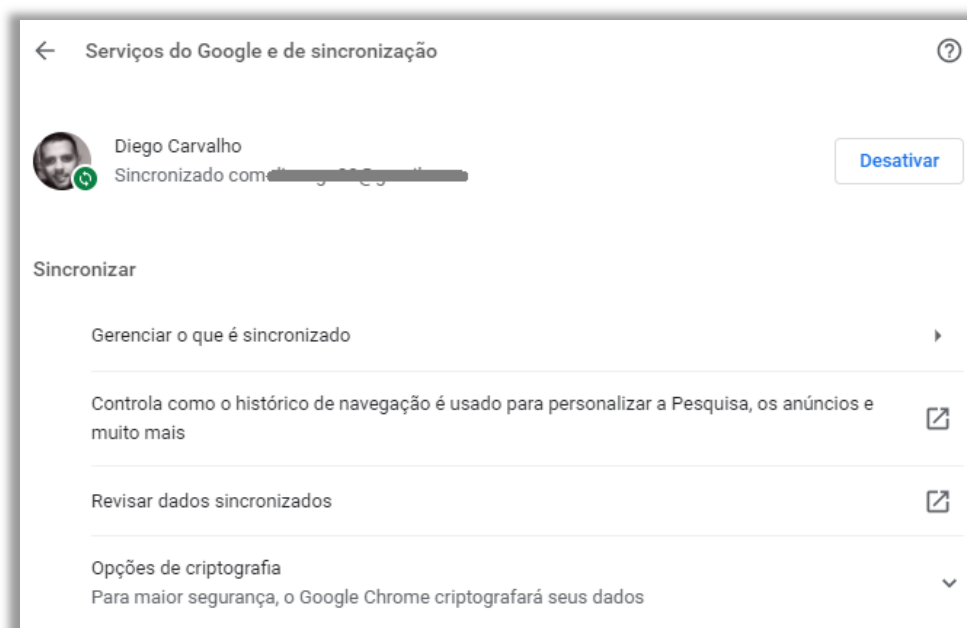 Serviços do Google e de sincronização
Diego Carvalho
Desativar
Sincronizado com
Sincronizar
Gerenciar o que é sincronizado
Controla como o histórico de navegação é usado para personalizar a Pesquisa, os anúncios e
muito mais
Revisar dados sincronizados
Opções de criptografia
Para maior segurança, o Google Chrome criptografará seus dados